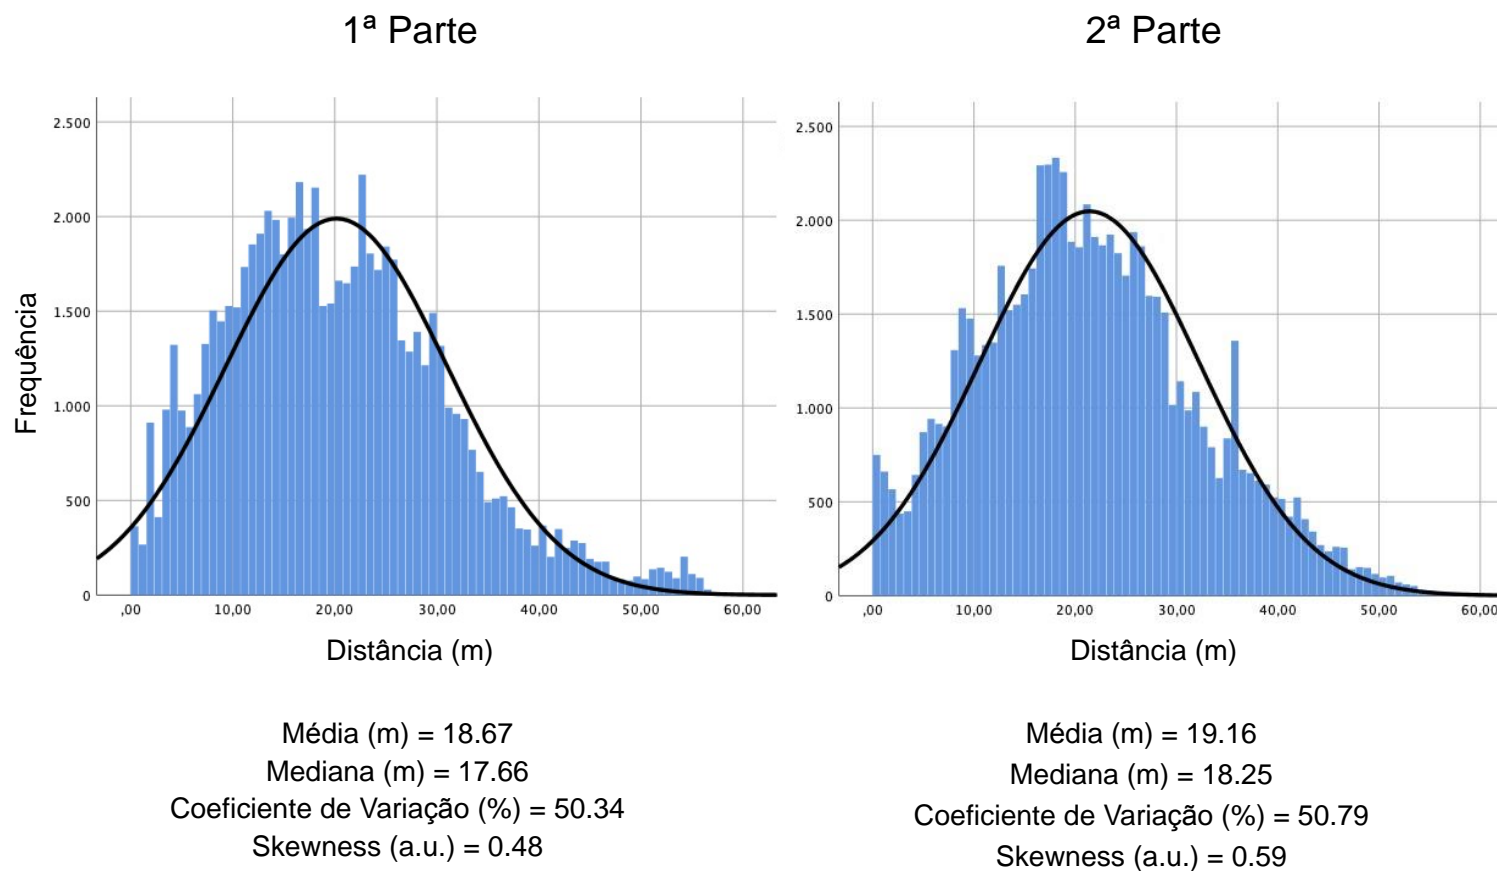 1ª Parte
2.500
2.000
1.500
1.000
500
0
Frequência
,00 10,00 20,00 30,00 40,00 50,00 60,00
Distância (m)
Média (m) = 18.67
Mediana (m) = 17.66
Coeficiente de Variação (%) = 50.34
Skewness (a.u.) = 0.48
2ª Parte
2.500
2.000
1.500
1.000
500
0
,00 10,00 20,00 30,00 40,00 50,00 60,00
Distância (m)
Média (m) = 19.16
Mediana (m) = 18.25
Coeficiente de Variação (%) = 50.79
Skewness (a.u.) = 0.59